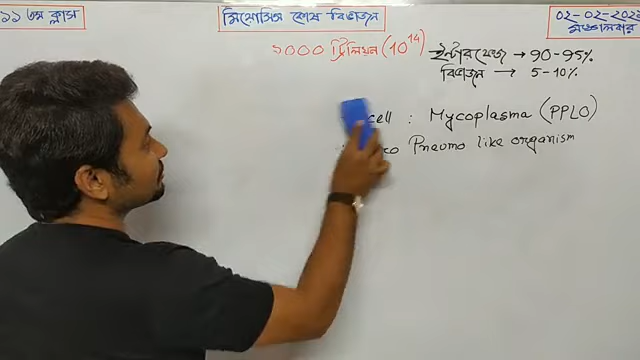 ১১ তম ক্লাস
মিয়োসিস কোষ বিভাজন
02-02-202
মঙ্গলবার
১০০০ ট্রিলিয়ন (10¹⁴)
ইন্টারফেজ → 90-95%
বিভাজন → 5-10%
cell : Mycoplasma (PPLO)
Pneumo like organism